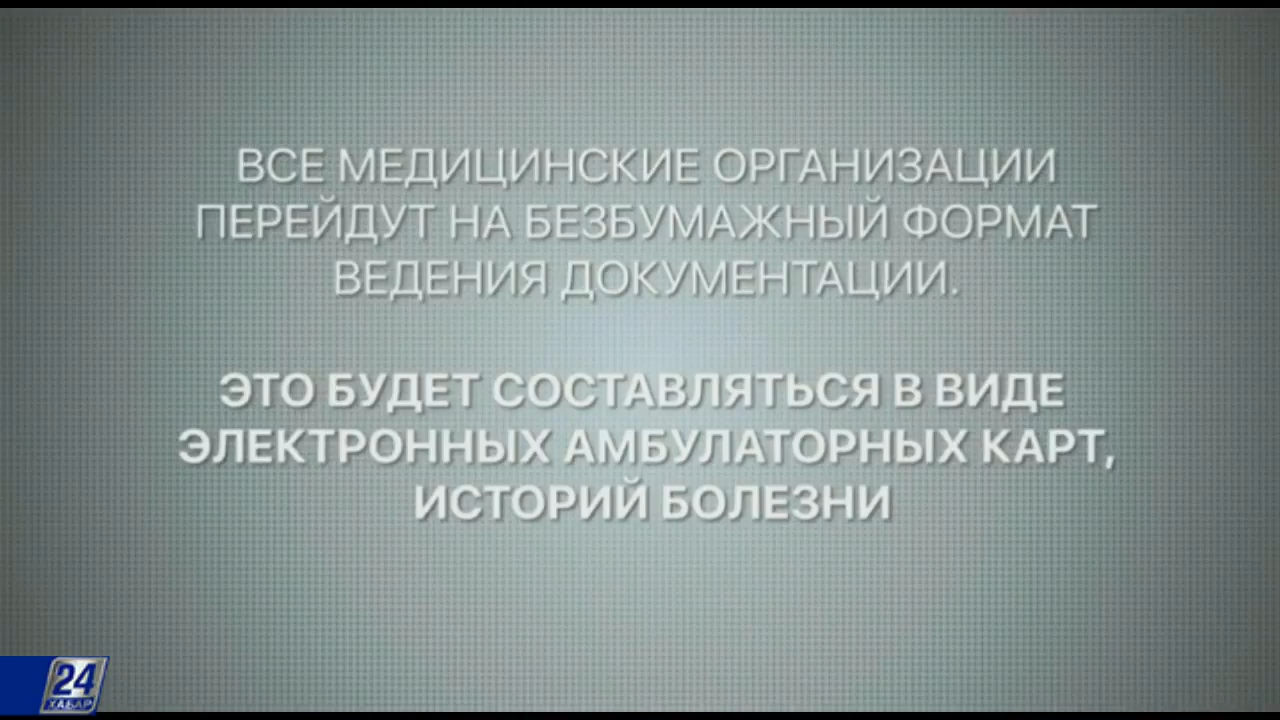 ВСЕ МЕДИЦИНСКИЕ ОРГАНИЗАЦИИ
ПЕРЕЙДУТ НА БЕЗБУМАЖНЫЙ ФОРМАТ
ВЕДЕНИЯ ДОКУМЕНТАЦИИ.
ЭТО БУДЕТ СОСТАВЛЯТЬСЯ В ВИДЕ
ЭЛЕКТРОННЫХ АМБУЛАТОРНЫХ КАРТ,
ИСТОРИЙ БОЛЕЗНИ
24
ХАБАР